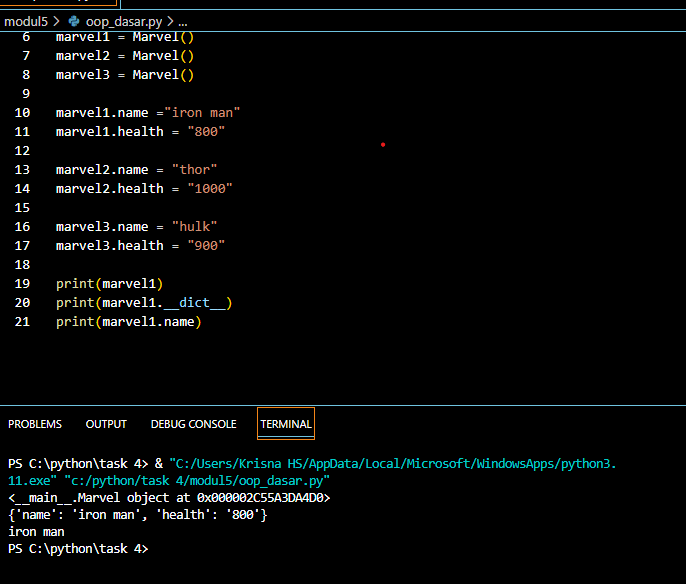 modul5 > oop_dasar.py > ...
6 marvel1 = Marvel()
7 marvel2 = Marvel()
8 marvel3 = Marvel()
9
10 marvel1.name ="iron man"
11 marvel1.health = "800"
12
13 marvel2.name = "thor"
14 marvel2.health = "1000"
15
16 marvel3.name = "hulk"
17 marvel3.health = "900"
18
19 print(marvel1)
20 print(marvel1.__dict__)
21 print(marvel1.name)
PROBLEMS OUTPUT DEBUG CONSOLE TERMINAL
PS C:\python\task 4> & "C:/Users/Krisna HS/AppData/Local/Microsoft/WindowsApps/python3.
11.exe" "c:/python/task 4/modul5/oop_dasar.py"
<__main__.Marvel object at 0x000002C55A3DA4D0>
{'name': 'iron man', 'health': '800'}
iron man
PS C:\python\task 4>